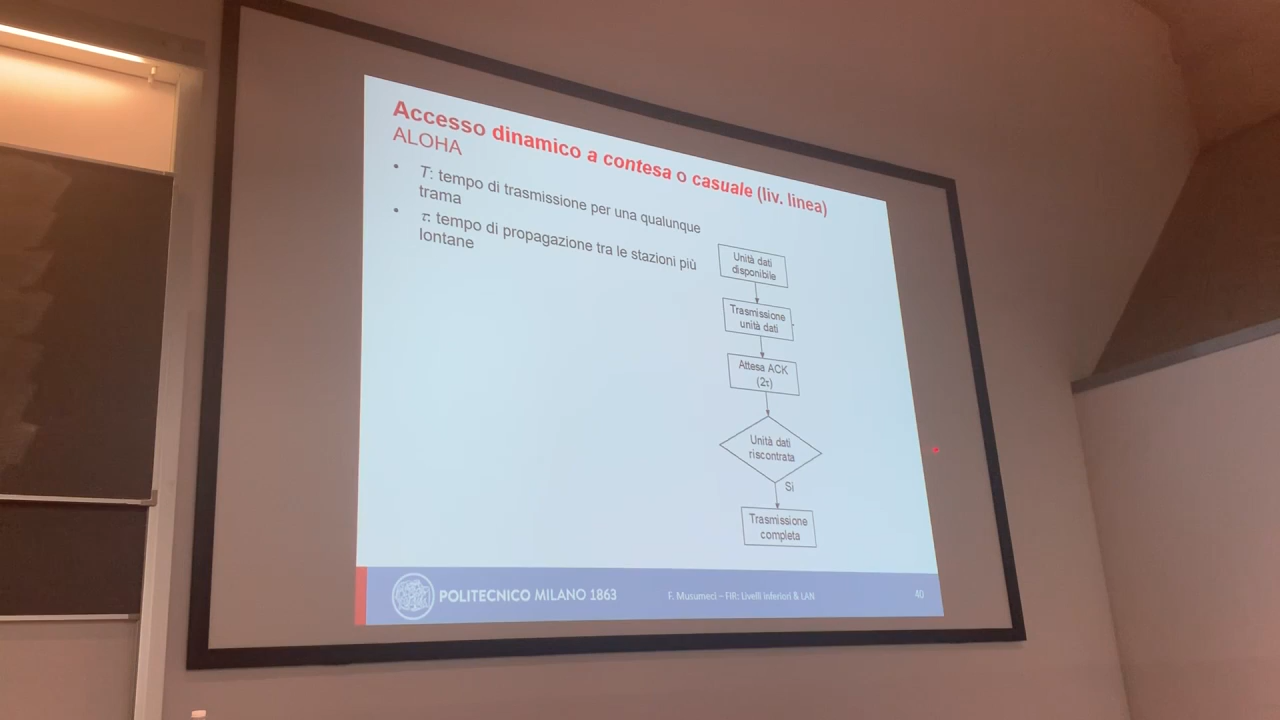 Accesso dinamico a contesa o casuale (liv. linea)
ALOHA
• T: tempo di trasmissione per una qualunque
trama
• τ: tempo di propagazione tra le stazioni più
lontane
Unità dati
disponibile
Trasmissione
unità dati
Attesa ACK
(2τ)
Unità dati
riscontrata
Si
Trasmissione
completa
POLITECNICO MILANO 1863
F. Musumeci – FIR: Livelli inferiori & LAN
40